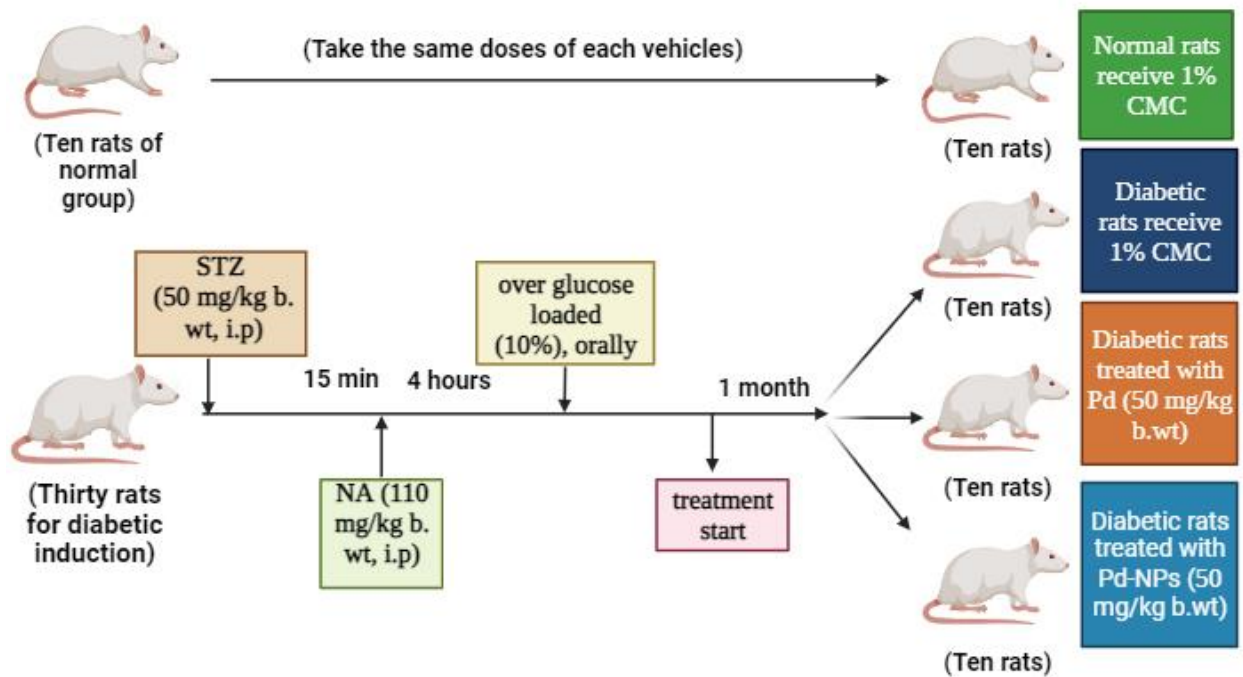 (Take the same doses of each vehicles)
(Ten rats of
normal
group)
(Ten rats)
Normal rats
receive 1%
CMC
Diabetic
rats receive
1% CMC
(Ten rats)
STZ
(50 mg/kg b.
wt, i.p)
over glucose
loaded
(10%), orally
15 min
4 hours
1 month
(Thirty rats
for diabetic
induction)
NA (110
mg/kg b.
wt, i.p)
treatment
start
Diabetic rats
treated with
Pd (50 mg/kg
b.wt)
(Ten rats)
Diabetic rats
treated with
Pd-NPs (50
mg/kg b.wt)
(Ten rats)